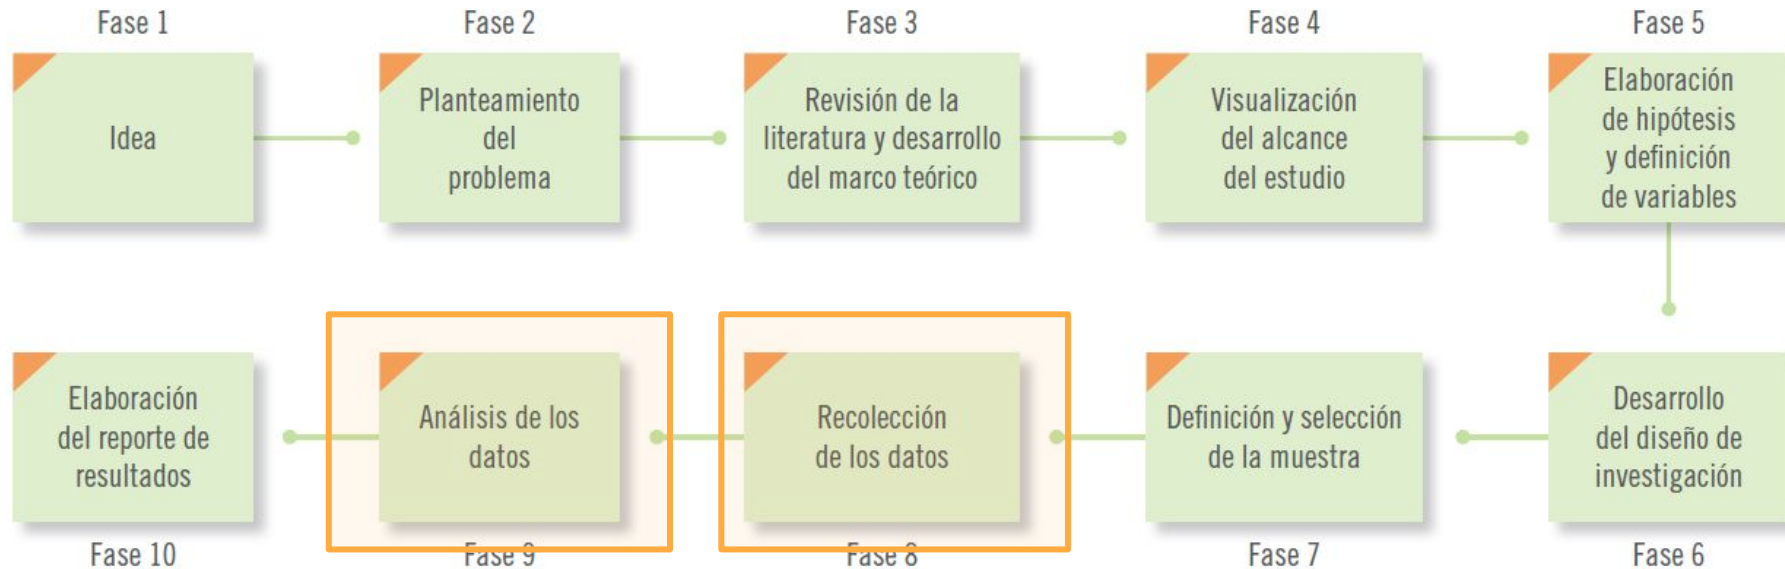 Fase 1
Idea
Fase 2
Planteamiento
del
problema
Fase 3
Revisión de la
literatura y desarrollo
del marco teórico
Fase 4
Visualización
del alcance
del estudio
Fase 5
Elaboración
de hipótesis
y definición
de variables
Desarrollo
del diseño de
investigación
Fase 6
Definición y selección
de la muestra
Fase 7
Recolección
de los datos
Fase 8
Análisis de los
datos
Fase 9
Elaboración
del reporte de
resultados
Fase 10